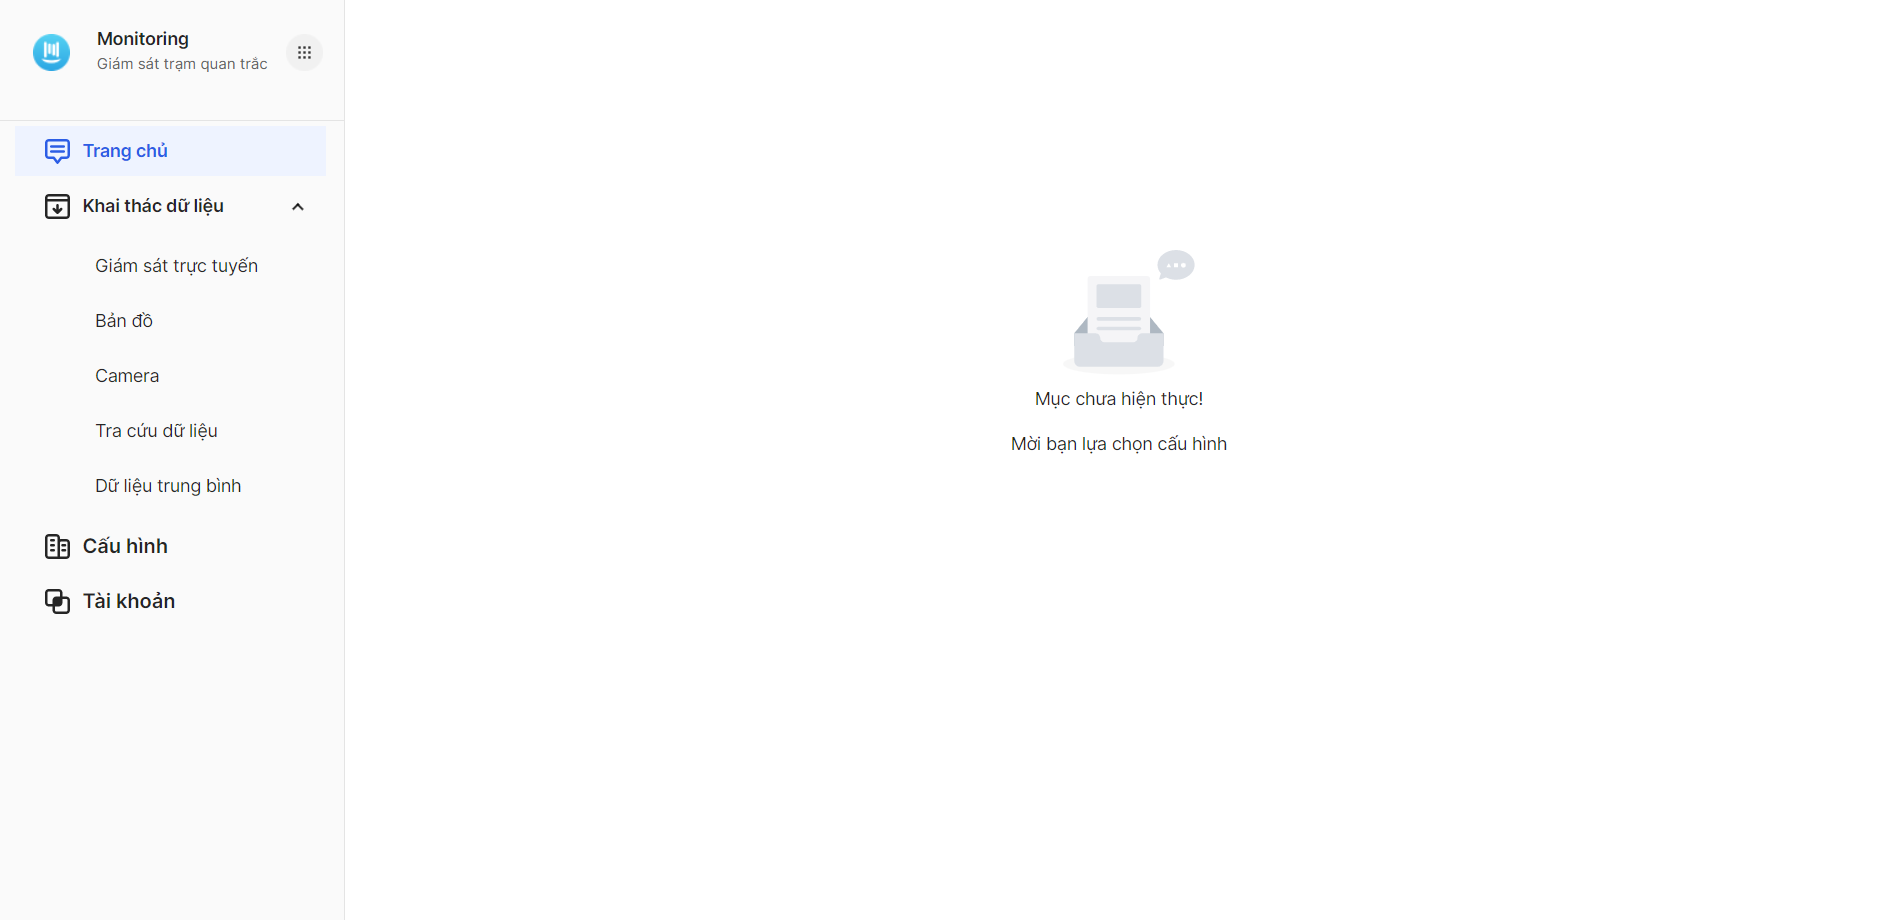 Monitoring
Giám sát trạm quan trắc
Trang chủ
Khai thác dữ liệu
Giám sát trực tuyến
Bản đồ
Camera
Tra cứu dữ liệu
Dữ liệu trung bình
Cấu hình
Tài khoản
Mục chưa hiện thực!
Mời bạn lựa chọn cấu hình